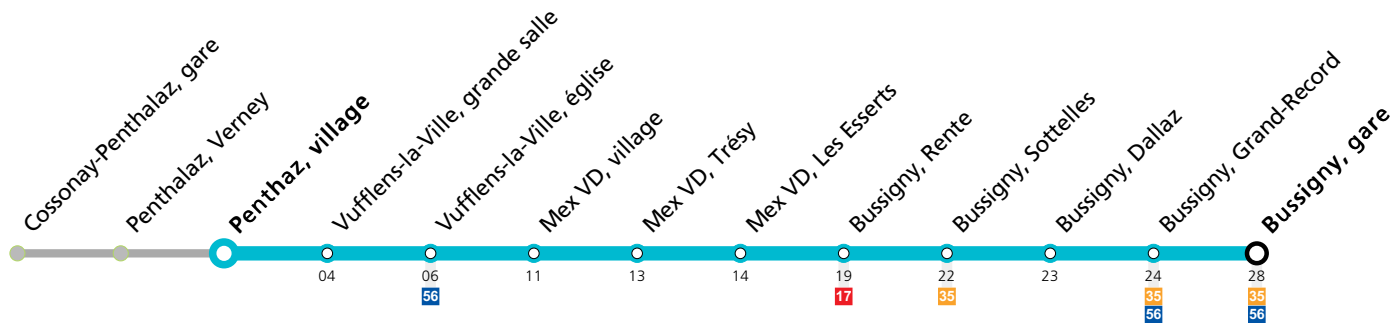 Cossonay-Penthalaz, gare
Penthalaz, Verney
Penthaz, village
Vufflens-la-Ville, grande salle
Vufflens-la-Ville, église
Mex VD, village
Mex VD, Trésy
Mex VD, Les Esserts
Bussigny, Rente
Bussigny, Sottelles
Bussigny, Dallaz
Bussigny, Grand-Record
Bussigny, gare
04 06 11 13 14 19 22 23 24 28
56 17 35 35 35
56 56